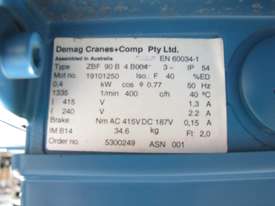 Demag Cranes+Comp Pty Ltd.
Assembled in Australia EN 60034-1
Type ZBF 90 B 4 B004 3~ IP 54
Mot no. 19101250 Iso. F 40 %ED
0,4 kW cos φ 0.77 50 Hz
1335 1/min 400 c/h 40 °C
I 415 V 1.3 A
I 240 V 2.2 A
Brake Nm AC 415V DC 187V 0.15 A
IM B14 34.6 kg Ft 2,0
Order no 5300249 ASN 001